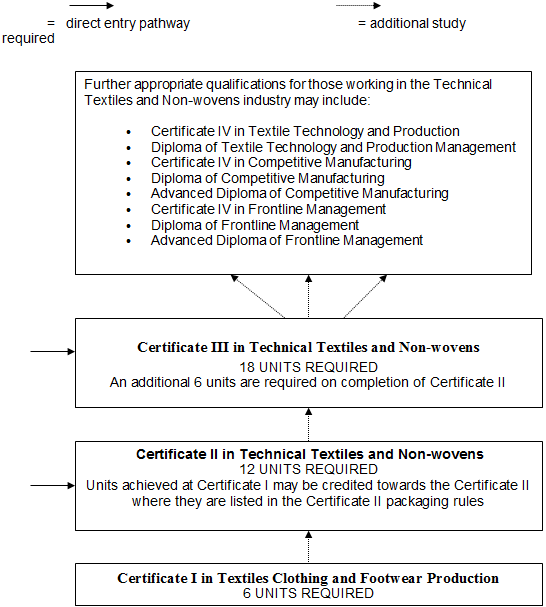 = direct entry pathway = additional study
required
Further appropriate qualifications for those working in the Technical
Textiles and Non-wovens industry may include:
• Certificate IV in Textile Technology and Production
• Diploma of Textile Technology and Production Management
• Certificate IV in Competitive Manufacturing
• Diploma of Competitive Manufacturing
• Advanced Diploma of Competitive Manufacturing
• Certificate IV in Frontline Management
• Diploma of Frontline Management
• Advanced Diploma of Frontline Management
Certificate III in Technical Textiles and Non-wovens
18 UNITS REQUIRED
An additional 6 units are required on completion of Certificate II
Certificate II in Technical Textiles and Non-wovens
12 UNITS REQUIRED
Units achieved at Certificate I may be credited towards the Certificate II
where they are listed in the Certificate II packaging rules
Certificate I in Textiles Clothing and Footwear Production
6 UNITS REQUIRED